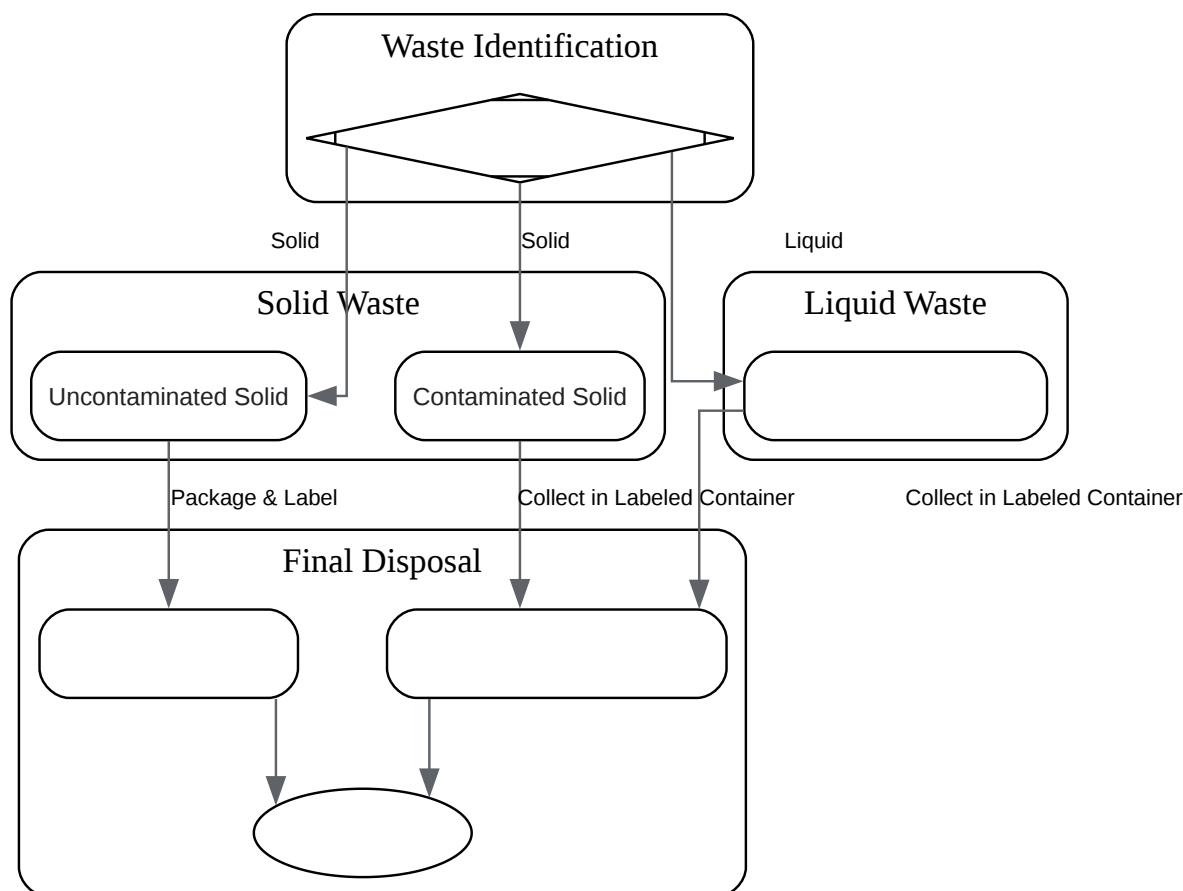 Waste Identification
Solid
Solid
Liquid
Solid Waste
Liquid Waste
Uncontaminated Solid
Contaminated Solid
Package & Label
Collect in Labeled Container
Collect in Labeled Container
Final Disposal